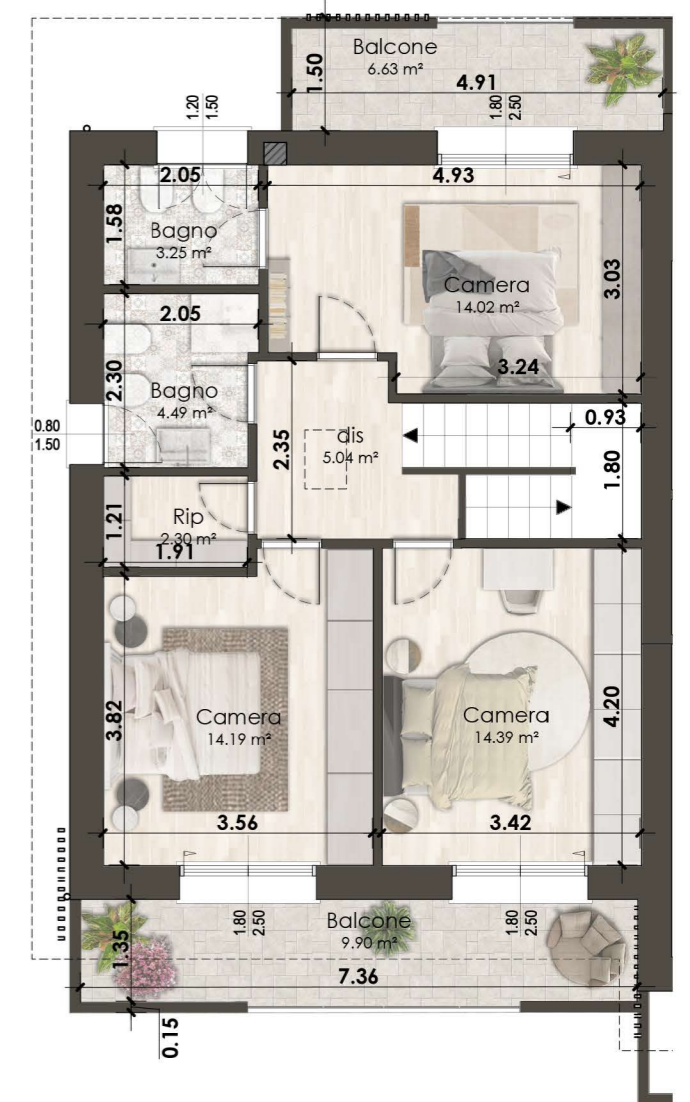 Balcone
6.63 m²
1.50
4.91
1.20
1.50
1.80
2.50
2.05
4.93
1.58
Bagno
3.25 m²
Camera
14.02 m²
3.03
2.05
3.24
2.30
Bagno
4.49 m²
0.80
1.50
0.93
dis
5.04 m²
2.35
1.80
1.21
Rip
2.30 m²
1.91
3.82
Camera
14.19 m²
Camera
14.39 m²
4.20
3.56
3.42
1.80
2.50
Balcone
9.90 m²
1.80
2.50
1.35
7.36
0.15